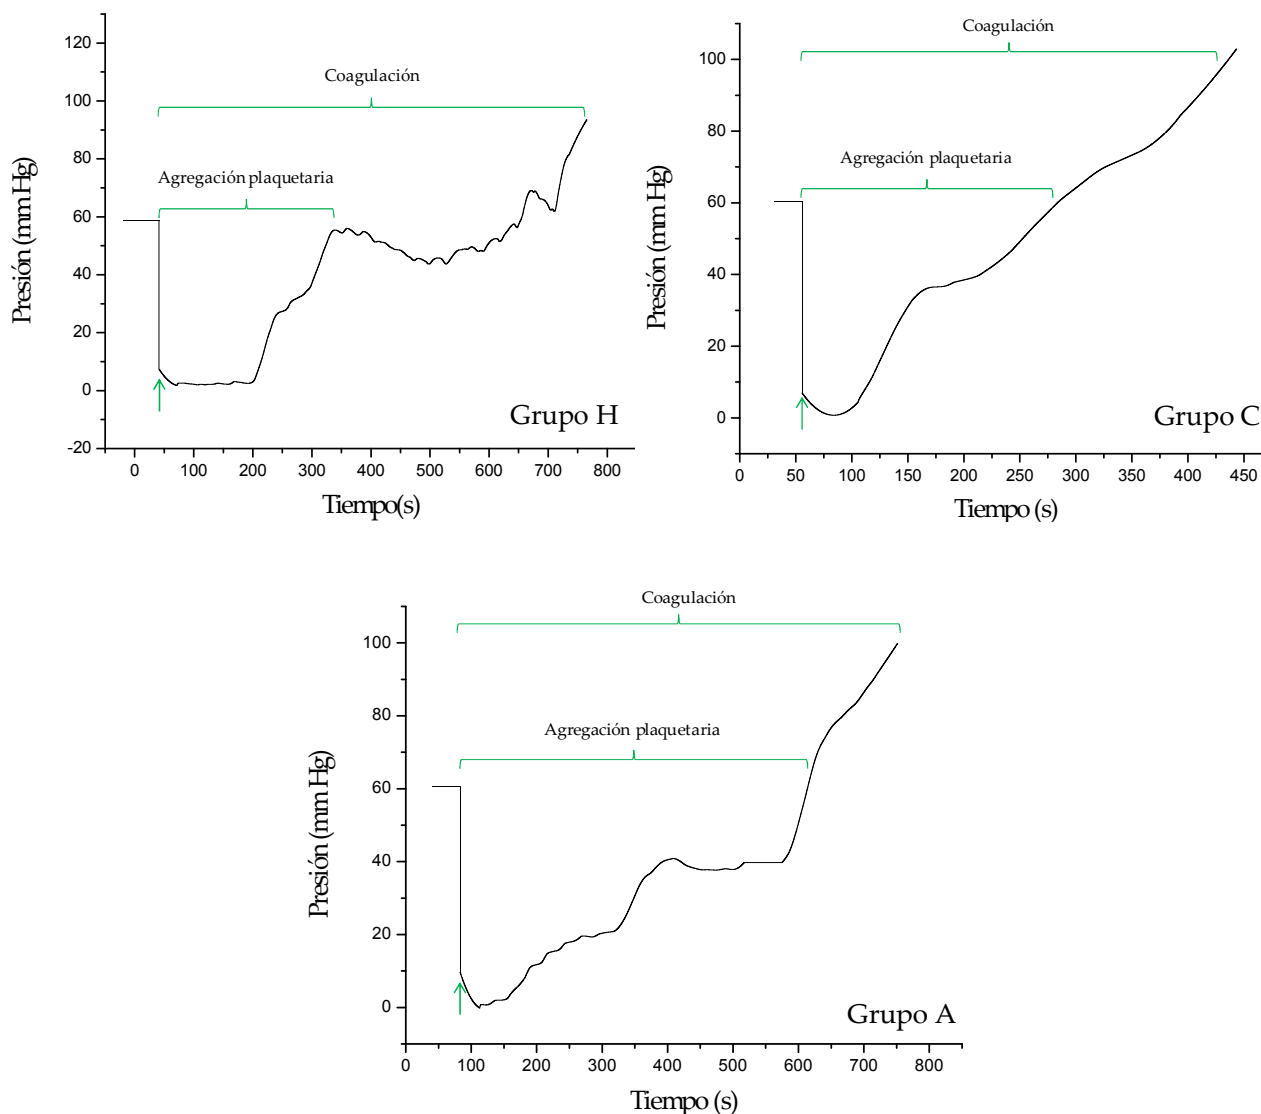 120
100
80
60
40
20
0
-20
Presión (mm Hg)
Coagulación
Agregación plaquetaria
Grupo H
0 100 200 300 400 500 600 700 800
Tiempo(s)
100
80
60
40
20
0
Presión (mm Hg)
Coagulación
Agregación plaquetaria
Grupo C
0 50 100 150 200 250 300 350 400 450
Tiempo (s)
100
80
60
40
20
0
Presión (mm Hg)
Coagulación
Agregación plaquetaria
Grupo A
0 100 200 300 400 500 600 700 800
Tiempo (s)